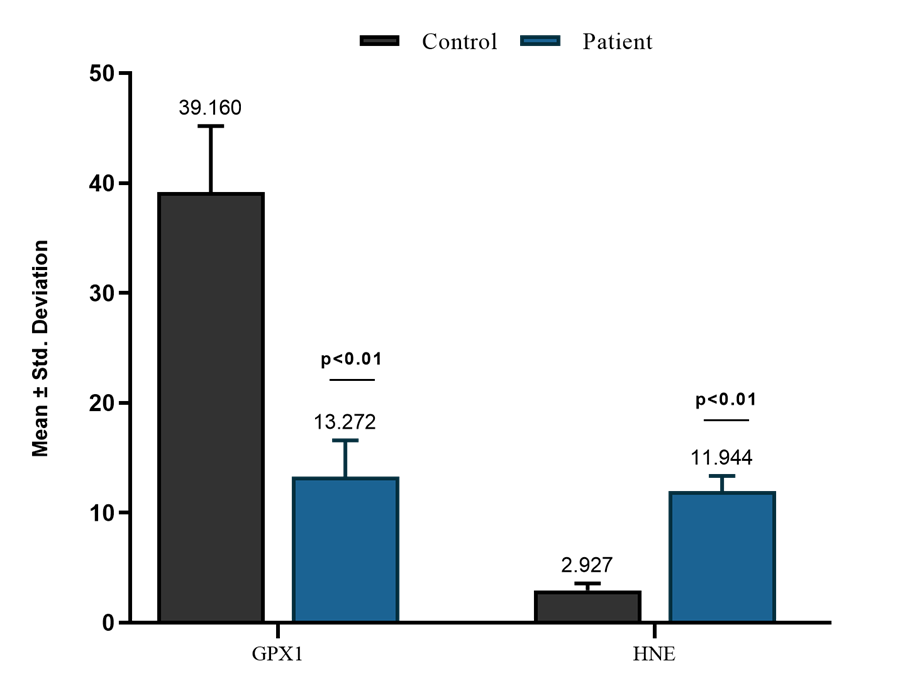 Control Patient
Mean ± Std. Deviation
50
40
30
20
10
0
39.160
p<0.01
13.272
2.927
p<0.01
11.944
GPX1 HNE